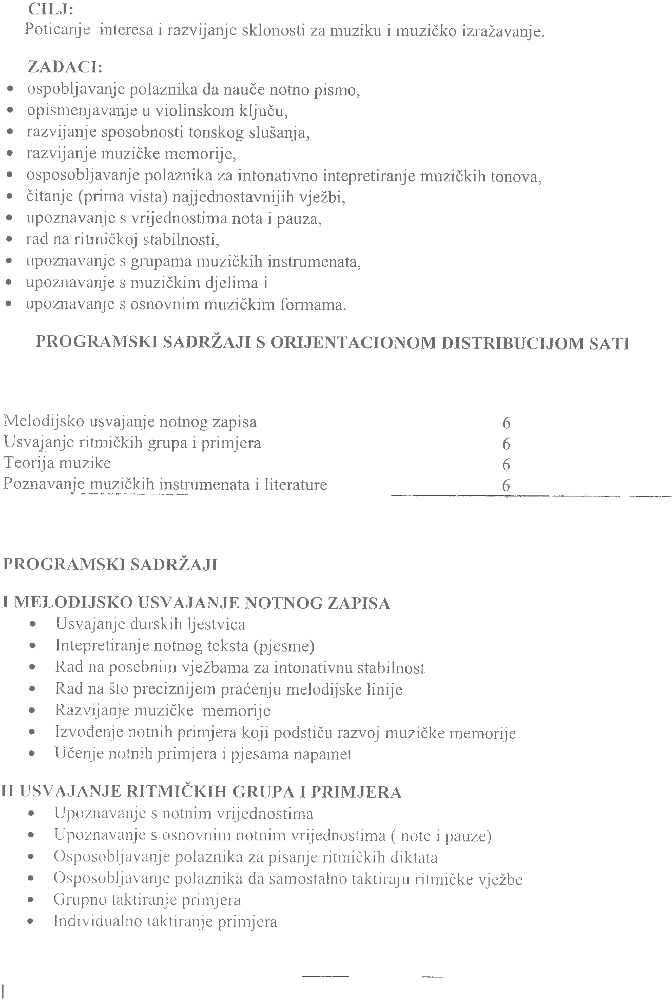 CILJ:
Poticanje interesa i razvijanje sklonosti za muziku i muzičko izražavanje.
ZADACI:
• ospobljavanje polaznika da nauče notno pismo,
• opismenjavanje u violinskom ključu,
• razvijanje sposobnosti tonskog slušanja,
• razvijanje muzičke memorije,
• osposobljavanje polaznika za intonativno intepretiranje muzičkih tonova,
• čitanje (prima vista) najjednostavnijih vježbi,
• upoznavanje s vrijednostima nota i pauza,
• rad na ritmičkoj stabilnosti,
• upoznavanje s grupama muzičkih instrumenata,
• upoznavanje s muzičkim djelima i
• upoznavanje s osnovnim muzičkim formama.
PROGRAMSKI SADRŽAJI S ORIJENTACIONOM DISTRIBUCIJOM SATI
Melodijsko usvajanje notnog zapisa 6
Usvajanje ritmičkih grupa i primjera 6
Teorija muzike 6
Poznavanje muzičkih instrumenata i literature 6
PROGRAMSKI SADRŽAJI
I MELODIJSKO USVAJANJE NOTNOG ZAPISA
• Usvajanje durskih ljestvica
• Intepretiranje notnog teksta (pjesme)
• Rad na posebnim vježbama za intonativnu stabilnost
• Rad na što preciznijem praćenju melodijske linije
• Razvijanje muzičke memorije
• Izvođenje notnih primjera koji podstiču razvoj muzičke memorije
• Učenje notnih primjera i pjesama napamet
II USVAJANJE RITMIČKIH GRUPA I PRIMJERA
• Upoznavanje s notnim vrijednostima
• Upoznavanje s osnovnim notnim vrijednostima ( note i pauze)
• Osposobljavanje polaznika za pisanje ritmičkih diktata
• Osposobljavanje polaznika da samostalno taktiraju ritmičke vježbe
• Grupno taktiranje primjera
• Individualno taktiranje primjera